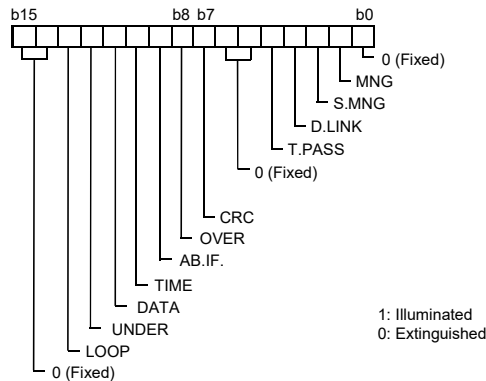 b15 b8 b7 b0
0 (Fixed)
MNG
S.MNG
D.LINK
T.PASS
0 (Fixed)
CRC
OVER
AB.IF.
TIME
DATA
UNDER
LOOP
0 (Fixed)
1: Illuminated
0: Extinguished